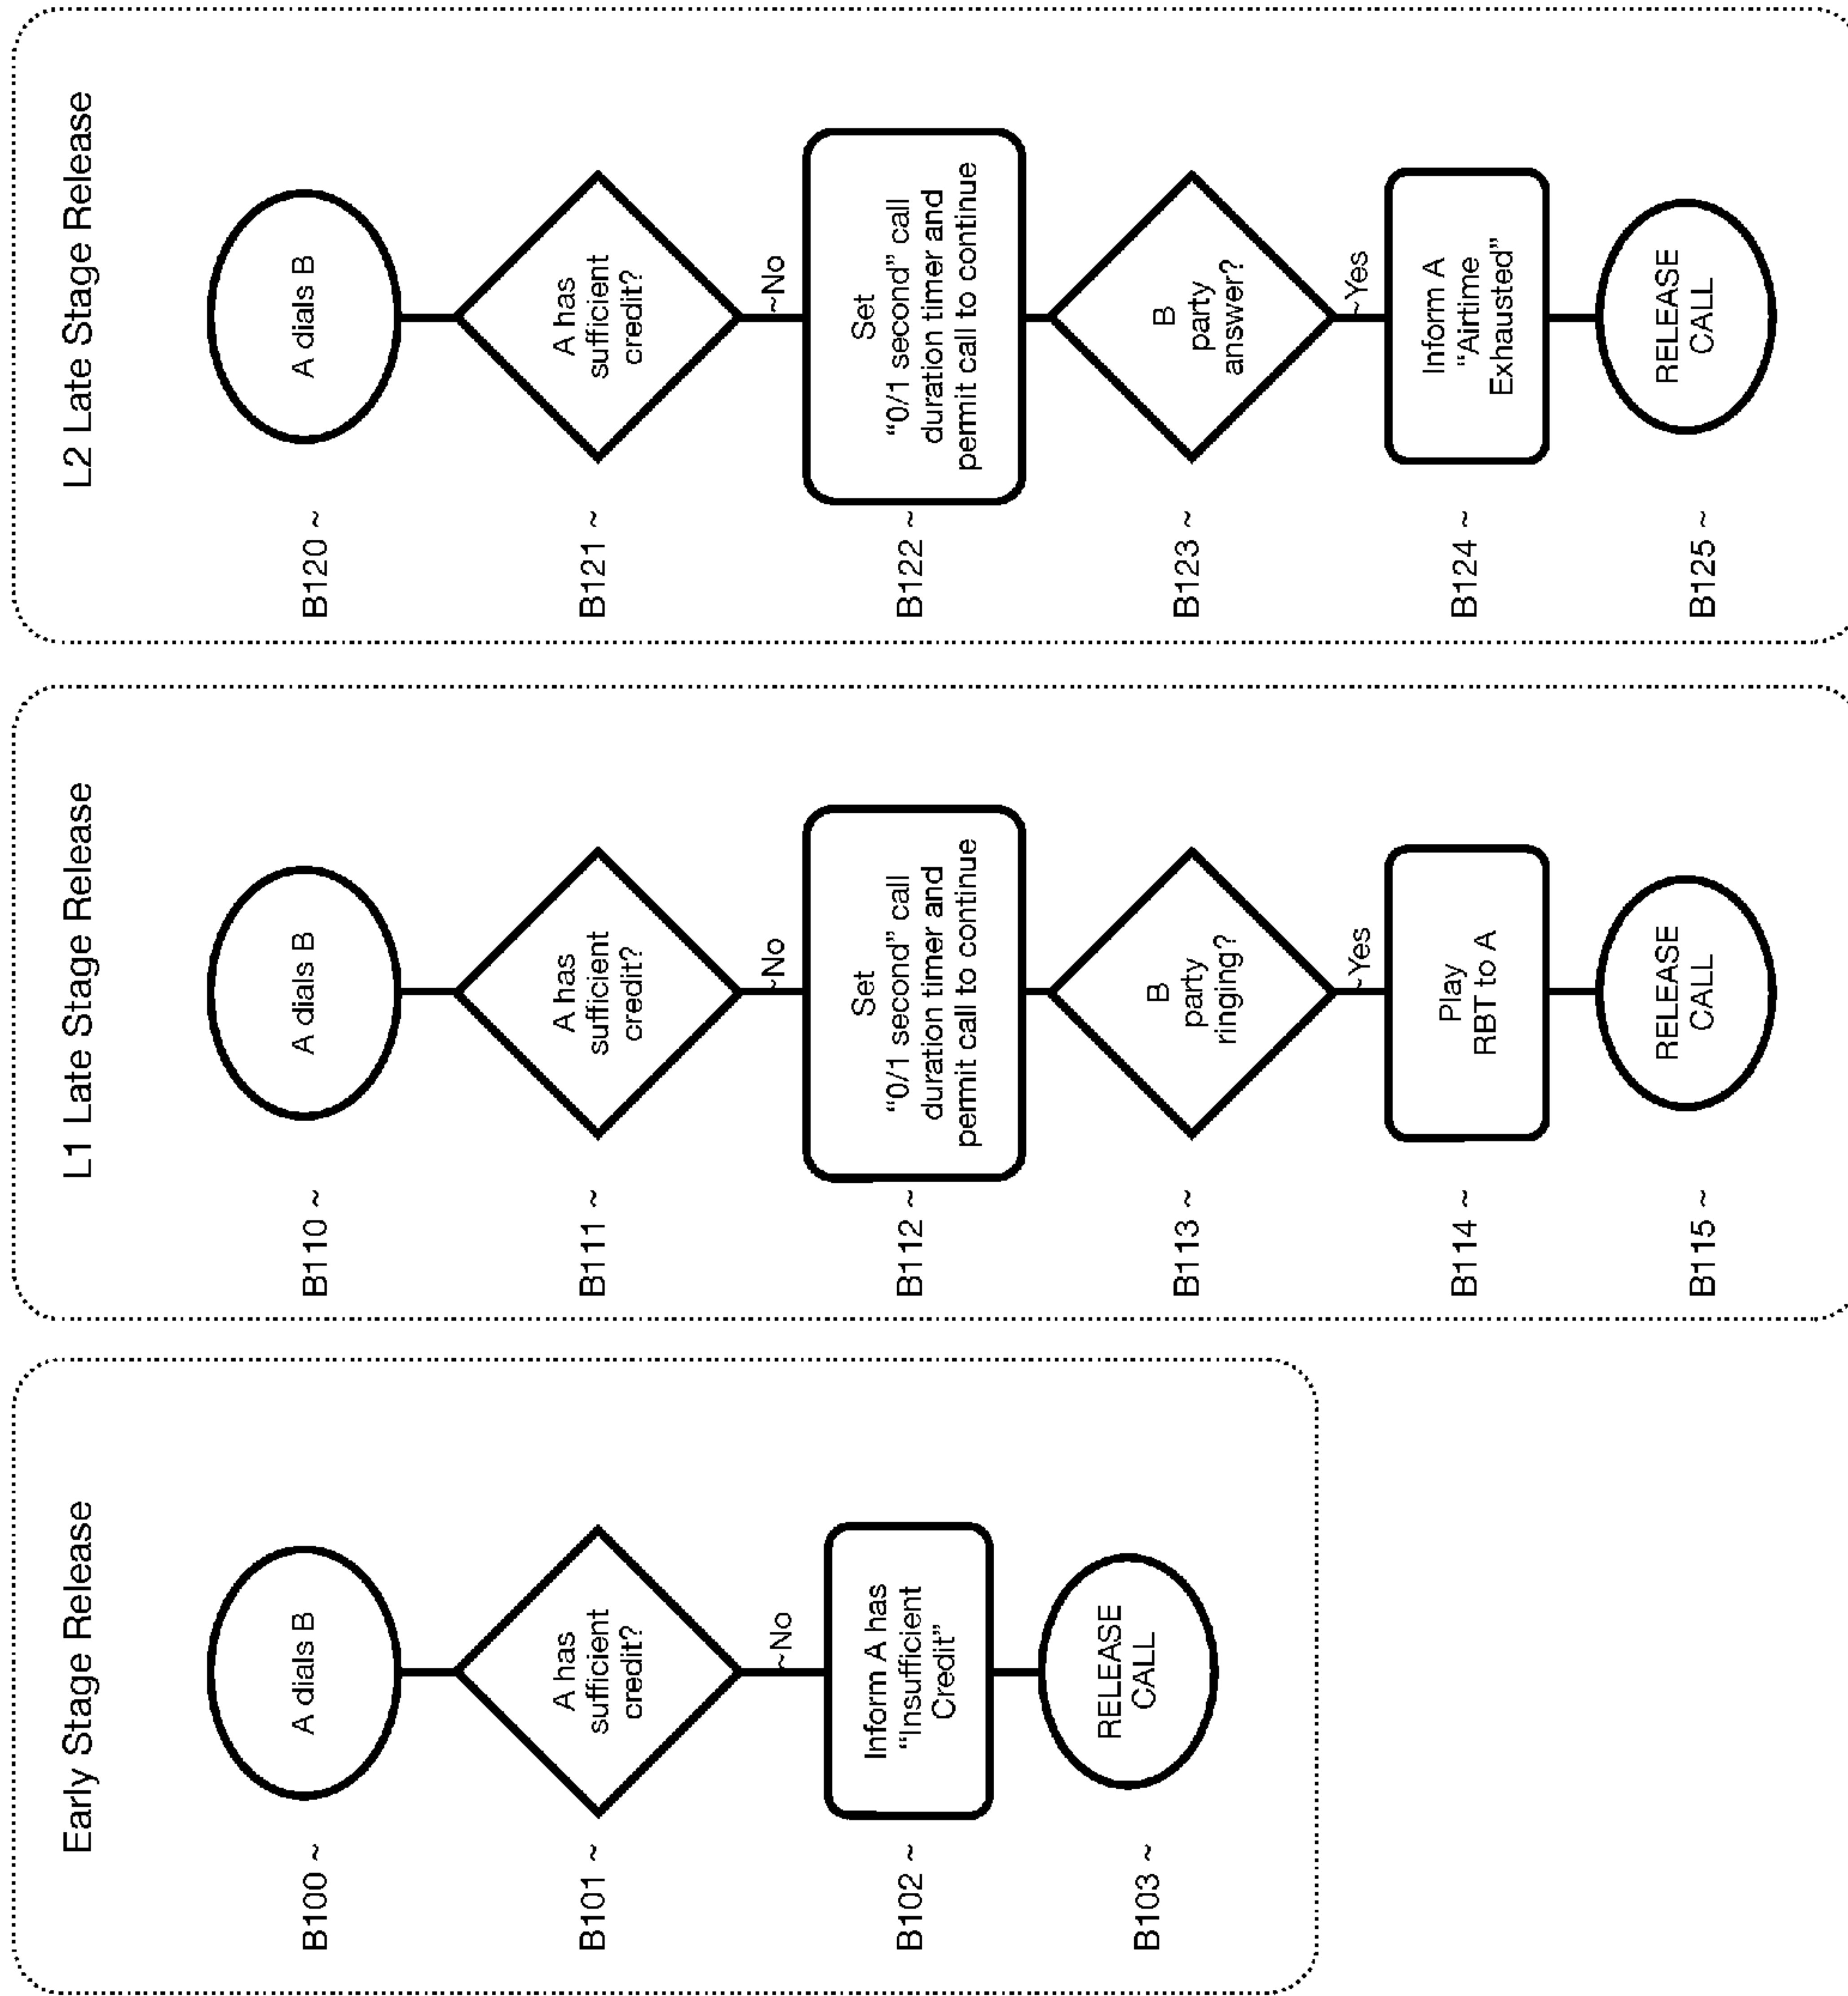 Early Stage Release
B100 ~
A dials B
B101 ~
A has
sufficient
credit?
~No
B102 ~
Inform A has
“Insufficient
Credit”
B103 ~
RELEASE
CALL
L1 Late Stage Release
B110 ~
A dials B
B111 ~
A has
sufficient
credit?
~No
B112 ~
Set
“0/1 second” call
duration timer and
permit call to continue
B113 ~
B
party
ringing?
~Yes
B114 ~
Play
RBT to A
B115 ~
RELEASE
CALL
L2 Late Stage Release
B120 ~
A dials B
B121 ~
A has
sufficient
credit?
~No
B122 ~
Set
“0/1 second” call
duration timer and
permit call to continue
B123 ~
B
party
answer?
~Yes
B124 ~
Inform A
“Airtime
Exhausted”
B125 ~
RELEASE
CALL